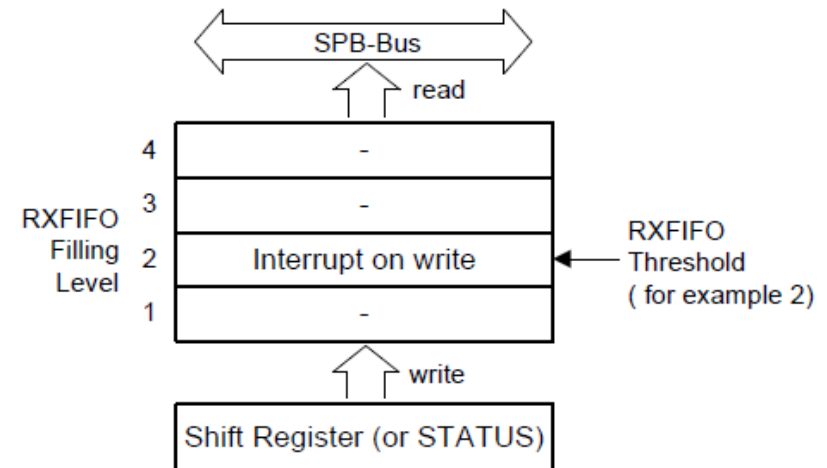 SPB-Bus
read
4
-
3
-
RXFIFO
Filling
Level
2
Interrupt on write
RXFIFO
Threshold
( for example 2)
1
-
write
Shift Register (or STATUS)